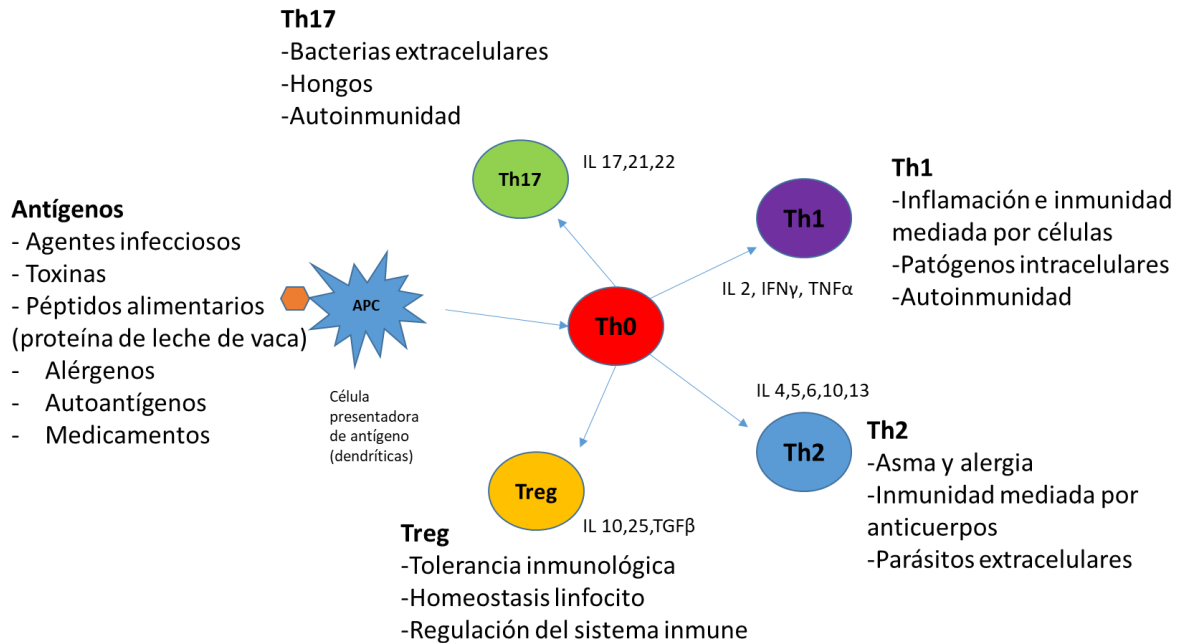 Th17
-Bacterias extracelulares
-Hongos
-Autoinmunidad
Th17
IL 17,21,22
Th1
Th1
-Inflamación e inmunidad
mediada por células
-Patógenos intracelulares
-Autoinmunidad
IL 2, IFNγ, TNFα
Antígenos
- Agentes infecciosos
- Toxinas
- Péptidos alimentarios
(proteína de leche de vaca)
- Alérgenos
- Autoantígenos
- Medicamentos
APC
Célula
presentadora
de antígeno
(dendríticas)
Th0
IL 4,5,6,10,13
Th2
Th2
-Asma y alergia
-Inmunidad mediada por
anticuerpos
-Parásitos extracelulares
Treg
IL 10,25,TGFβ
Treg
-Tolerancia inmunológica
-Homeostasis linfocito
-Regulación del sistema inmune